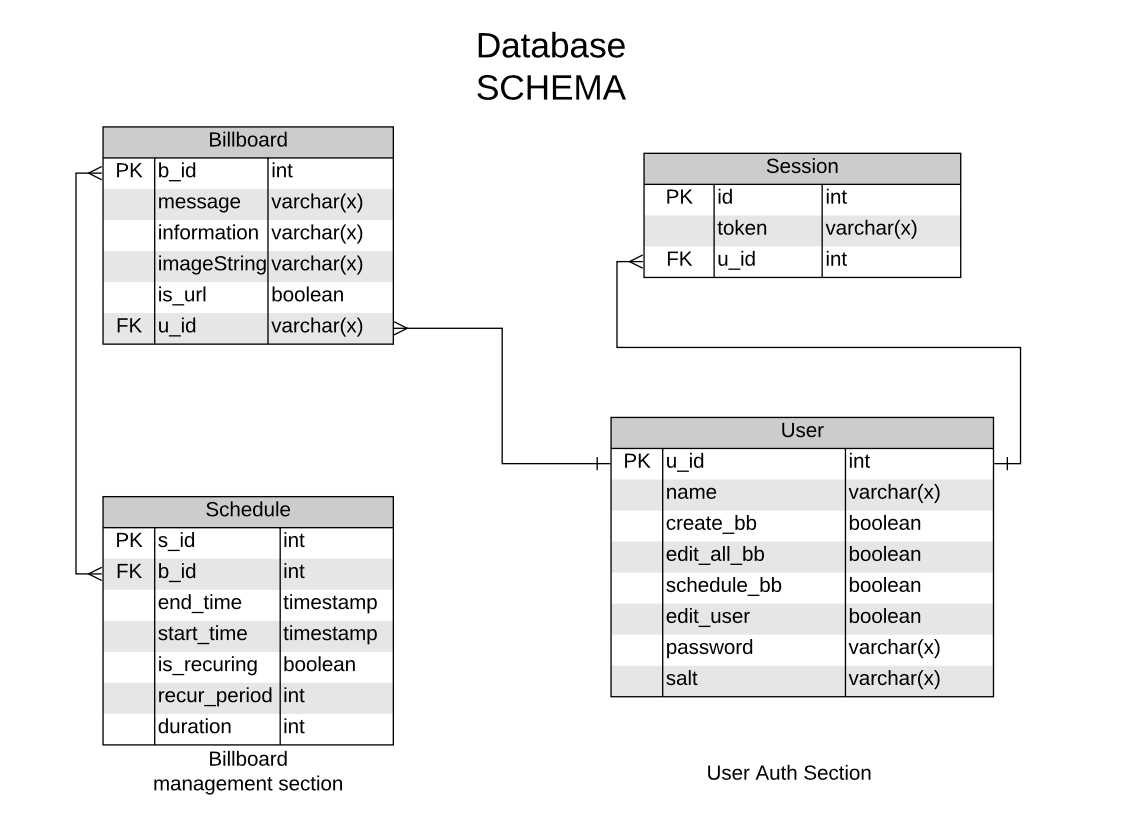 Database
SCHEMA
Billboard
PK b_id int
message varchar(x)
information varchar(x)
imageString varchar(x)
is_url boolean
FK u_id varchar(x)
Session
PK id int
token varchar(x)
FK u_id int
User
PK u_id int
name varchar(x)
create_bb boolean
edit_all_bb boolean
schedule_bb boolean
edit_user boolean
password varchar(x)
salt varchar(x)
Schedule
PK s_id int
FK b_id int
end_time timestamp
start_time timestamp
is_recuring boolean
recur_period int
duration int
Billboard
management section
User Auth Section